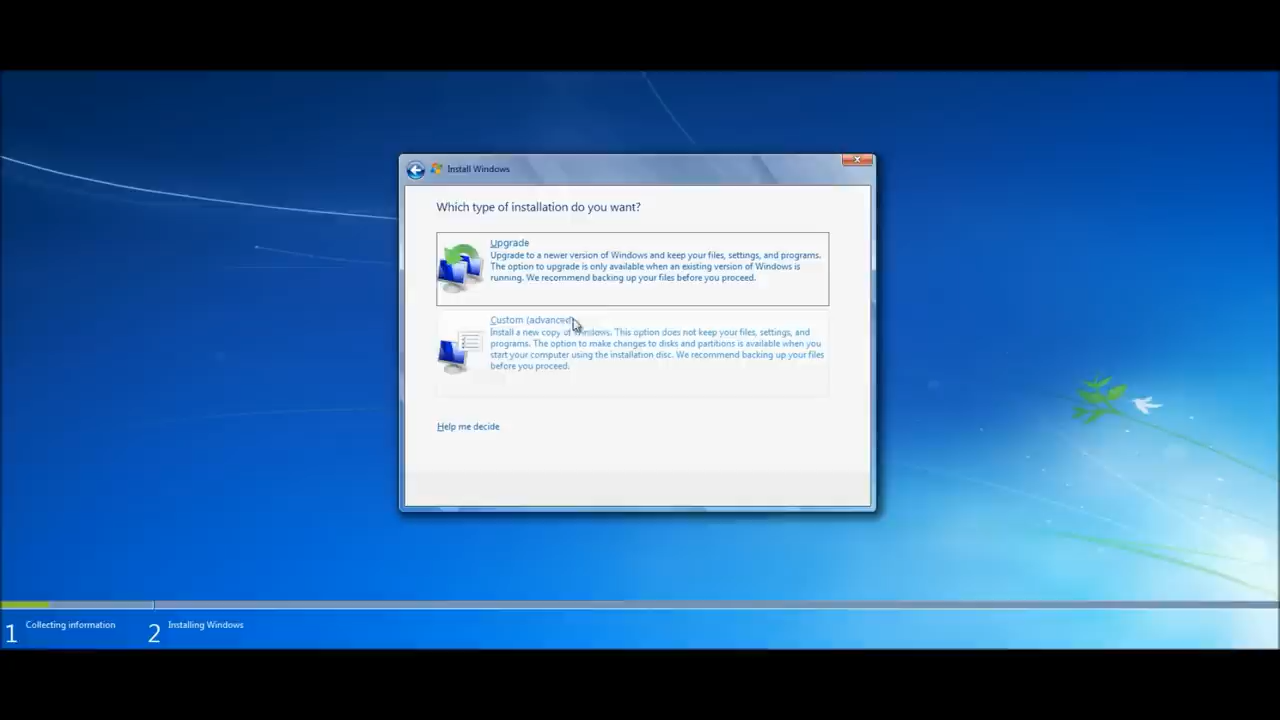 Install Windows
Which type of installation do you want?
Upgrade
Upgrade to a newer version of Windows and keep your files, settings, and programs.
The option to upgrade is only available when an existing version of Windows is
running. We recommend backing up your files before you proceed.
Custom (advanced)
Install a new copy of Windows. This option does not keep your files, settings, and
programs. The option to make changes to disks and partitions is available when you
start your computer using the installation disc. We recommend backing up your files
before you proceed.
Help me decide
1 Collecting information 2 Installing Windows